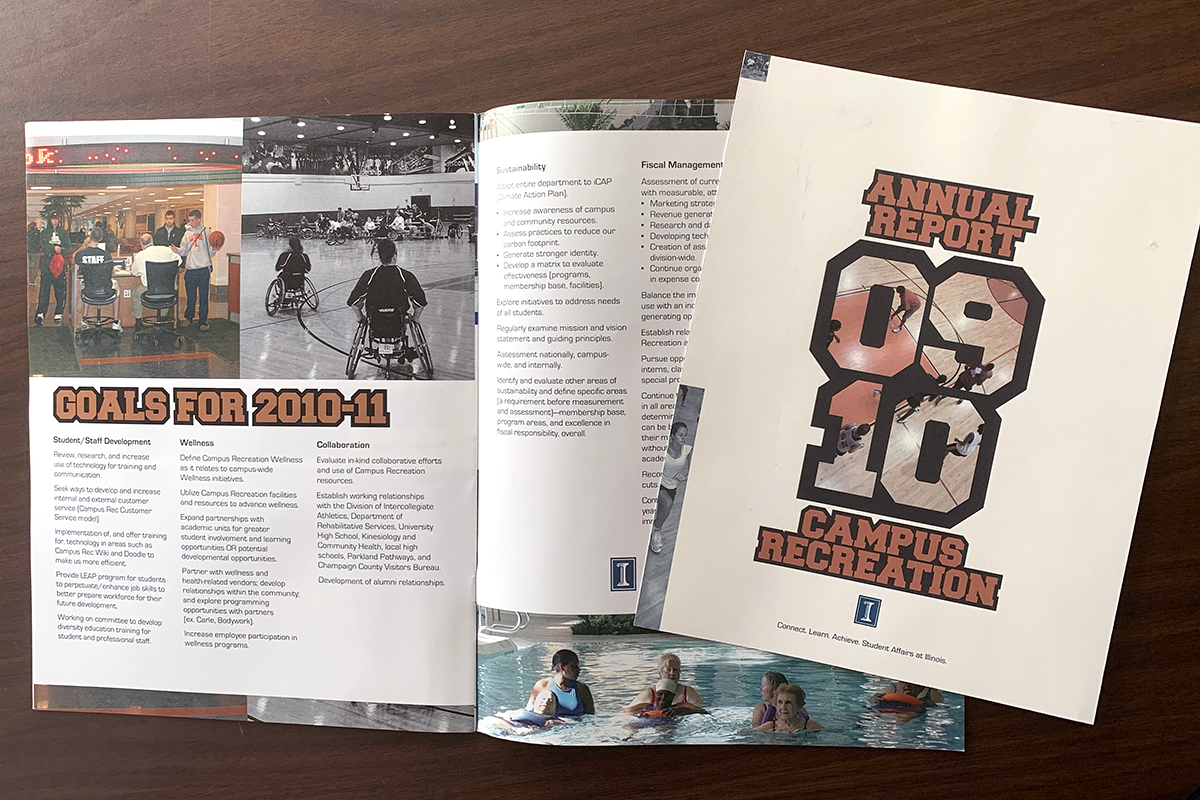 STAFF
GOALS FOR 2010-11
Student/Staff Development
Review, research, and increase
use of technology for training and
communication.
Seek ways to develop and increase
internal and external customer
service (Campus Rec Customer
Service model)
Implementation of, and offer training
for, technology in areas such as
Campus Rec Wiki and Doodle to
make us more efficient.
Provide LEAP program for students
to perpetuate/enhance job skills to
better prepare workforce for their
future development.
Working on committee to develop
diversity education training for
student and professional staff.
Wellness
Define Campus Recreation Wellness
as it relates to campus-wide
Wellness initiatives.
Utilize Campus Recreation facilities
and resources to advance wellness.
Expand partnerships with
academic units for greater
student involvement and learning
opportunities OR potential
developmental opportunities.
Partner with wellness and
health-related vendors; develop
relationships within the community,
and explore programming
opportunities with partners
(ex. Carle, Bodywork).
Increase employee participation in
wellness programs.
Collaboration
Evaluate in-kind collaborative efforts
and use of Campus Recreation
resources.
Establish working relationships
with the Division of Intercollegiate
Athletics, Department of
Rehabilitative Services, University
High School, Kinesiology and
Community Health, local high
schools, Parkland Pathways, and
Champaign County Visitors Bureau.
Development of alumni relationships.
Sustainability
Adapt entire department to iCAP
(Climate Action Plan).
• Increase awareness of campus
and community resources.
• Assess practices to reduce our
carbon footprint.
• Generate stronger identity.
• Develop a matrix to evaluate
effectiveness (programs,
membership base, facilities).
Explore initiatives to address needs
of all students.
Regularly examine mission and vision
statement and guiding principles.
Assessment nationally, campus-
wide, and internally.
Identify and evaluate other areas of
sustainability and define specific areas
(a requirement before measurement
and assessment)—membership base,
program areas, and excellence in
fiscal responsibility, overall.
Fiscal Management
Assessment of curre
with measurable, att
• Marketing strate
• Revenue generat
• Research and d
• Developing tech
• Creation of ass
division-wide.
• Continue orga
in expense co
Balance the im
use with an in
generating op
Establish rela
Recreation a
Pursue opp
interns, cla
special pr
Continue
in all area
determin
can be
their m
withou
acade
Reco
cuts
Com
year
imm
I
ANNUAL
REPORT
09
10
CAMPUS
RECREATION
I
Connect. Learn. Achieve. Student Affairs at Illinois.